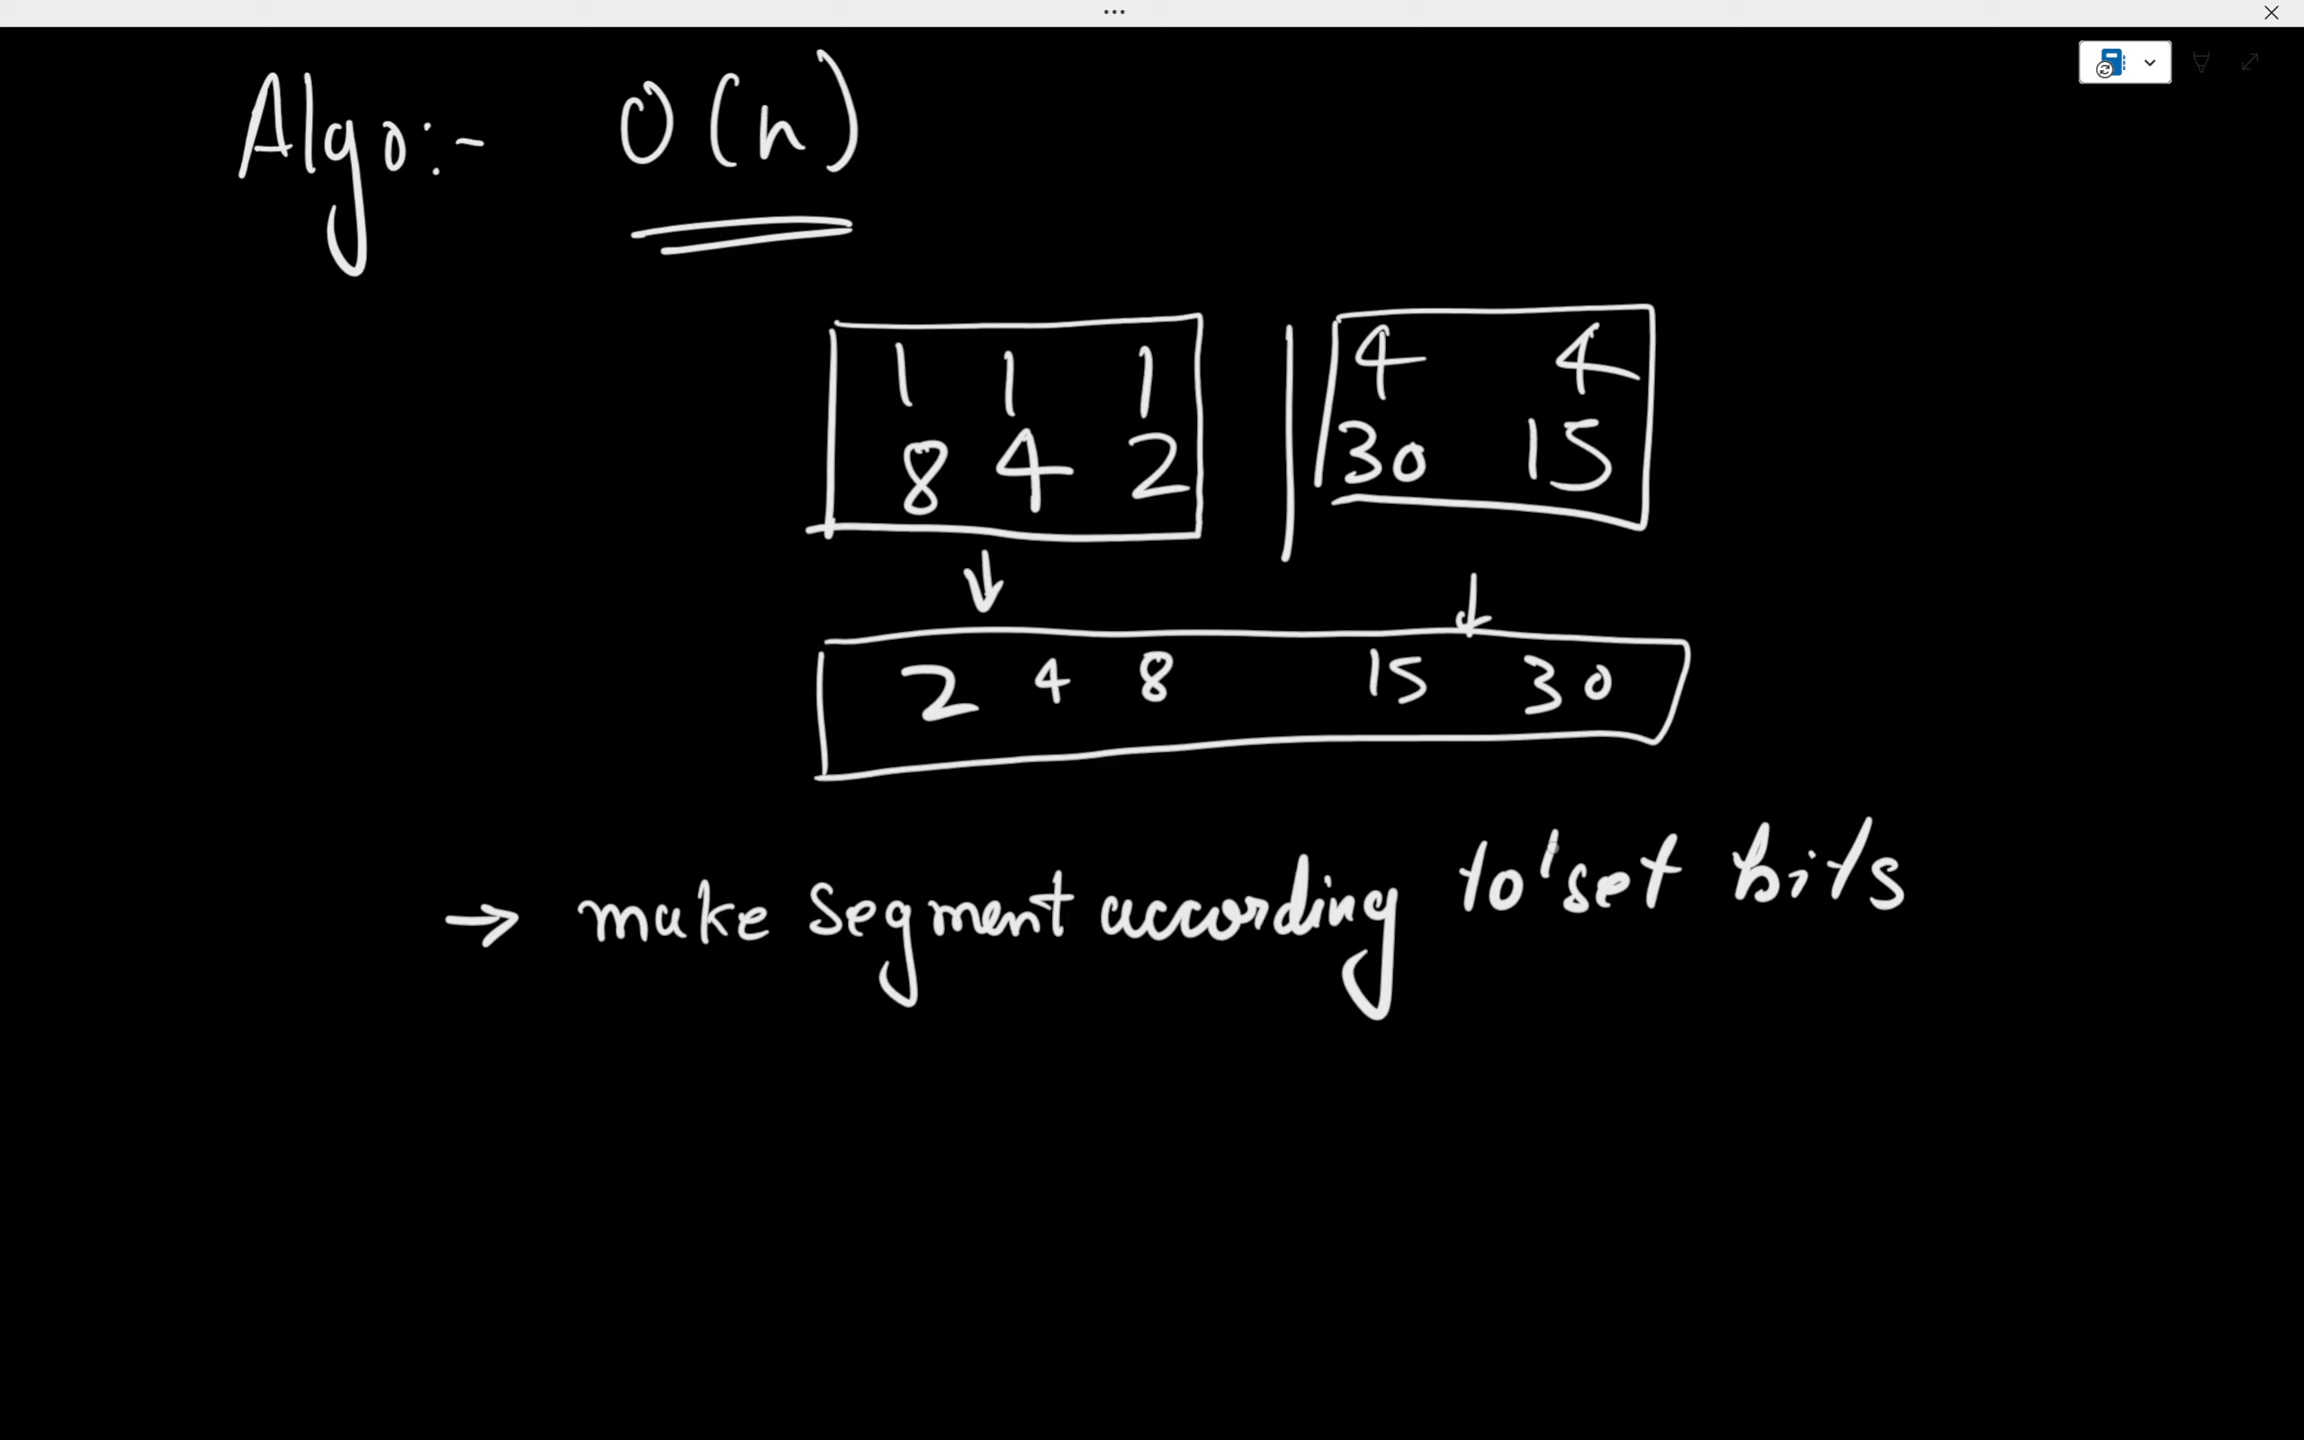 Algo:- O(n)
1 1 1 4 4
8 4 2 30 15
2 4 8 15 30
→ make segment according to 'set bits